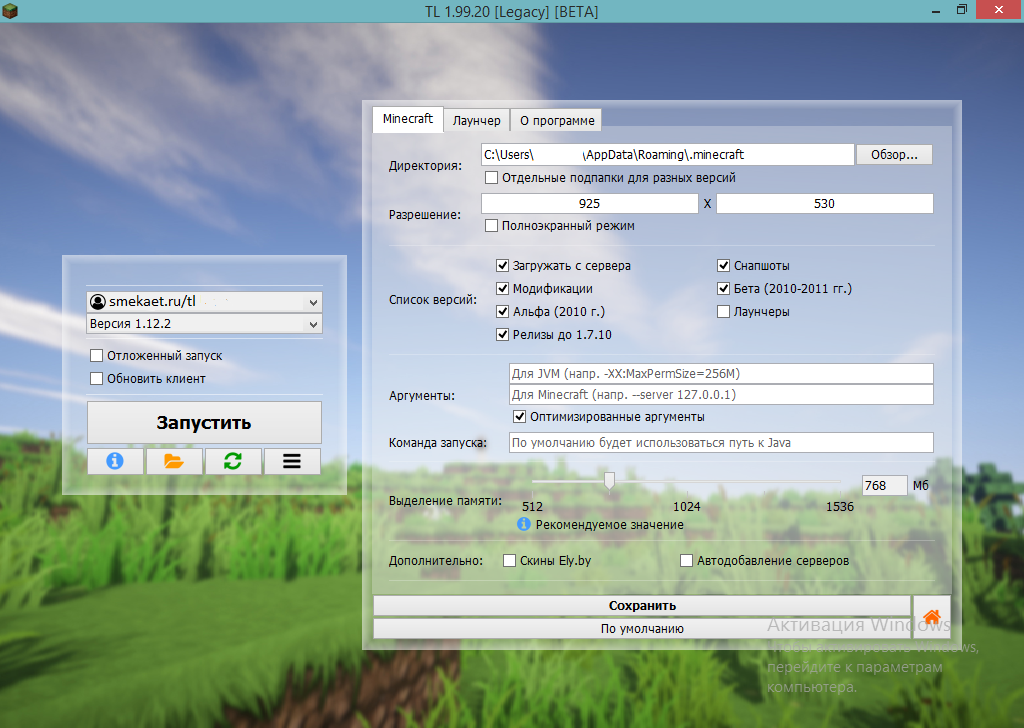 TL 1.99.20 [Legacy] [BETA]
Minecraft
Лаунчер
О программе
Директория:
C:\Users\ \AppData\Roaming\.minecraft
Обзор...
Отдельные подпапки для разных версий
Разрешение:
925 X 530
Полноэкранный режим
Список версий:
Загружать с сервера
Снапшоты
Модификации
Бета (2010-2011 гг.)
Альфа (2010 г.)
Лаунчеры
Релизы до 1.7.10
Аргументы:
Для JVM (напр. -XX:MaxPermSize=256M)
Для Minecraft (напр. --server 127.0.0.1)
Оптимизированные аргументы
Команда запуска:
По умолчанию будет использоваться путь к Java
Выделение памяти:
768 Мб
512 1024 1536
Рекомендуемое значение
Дополнительно:
Скины Ely.by
Автодобавление серверов
Сохранить
По умолчанию
smekaet.ru/tl
Версия 1.12.2
Отложенный запуск
Обновить клиент
Запустить
Активация Windows
перейдите к параметрам
компьютера.